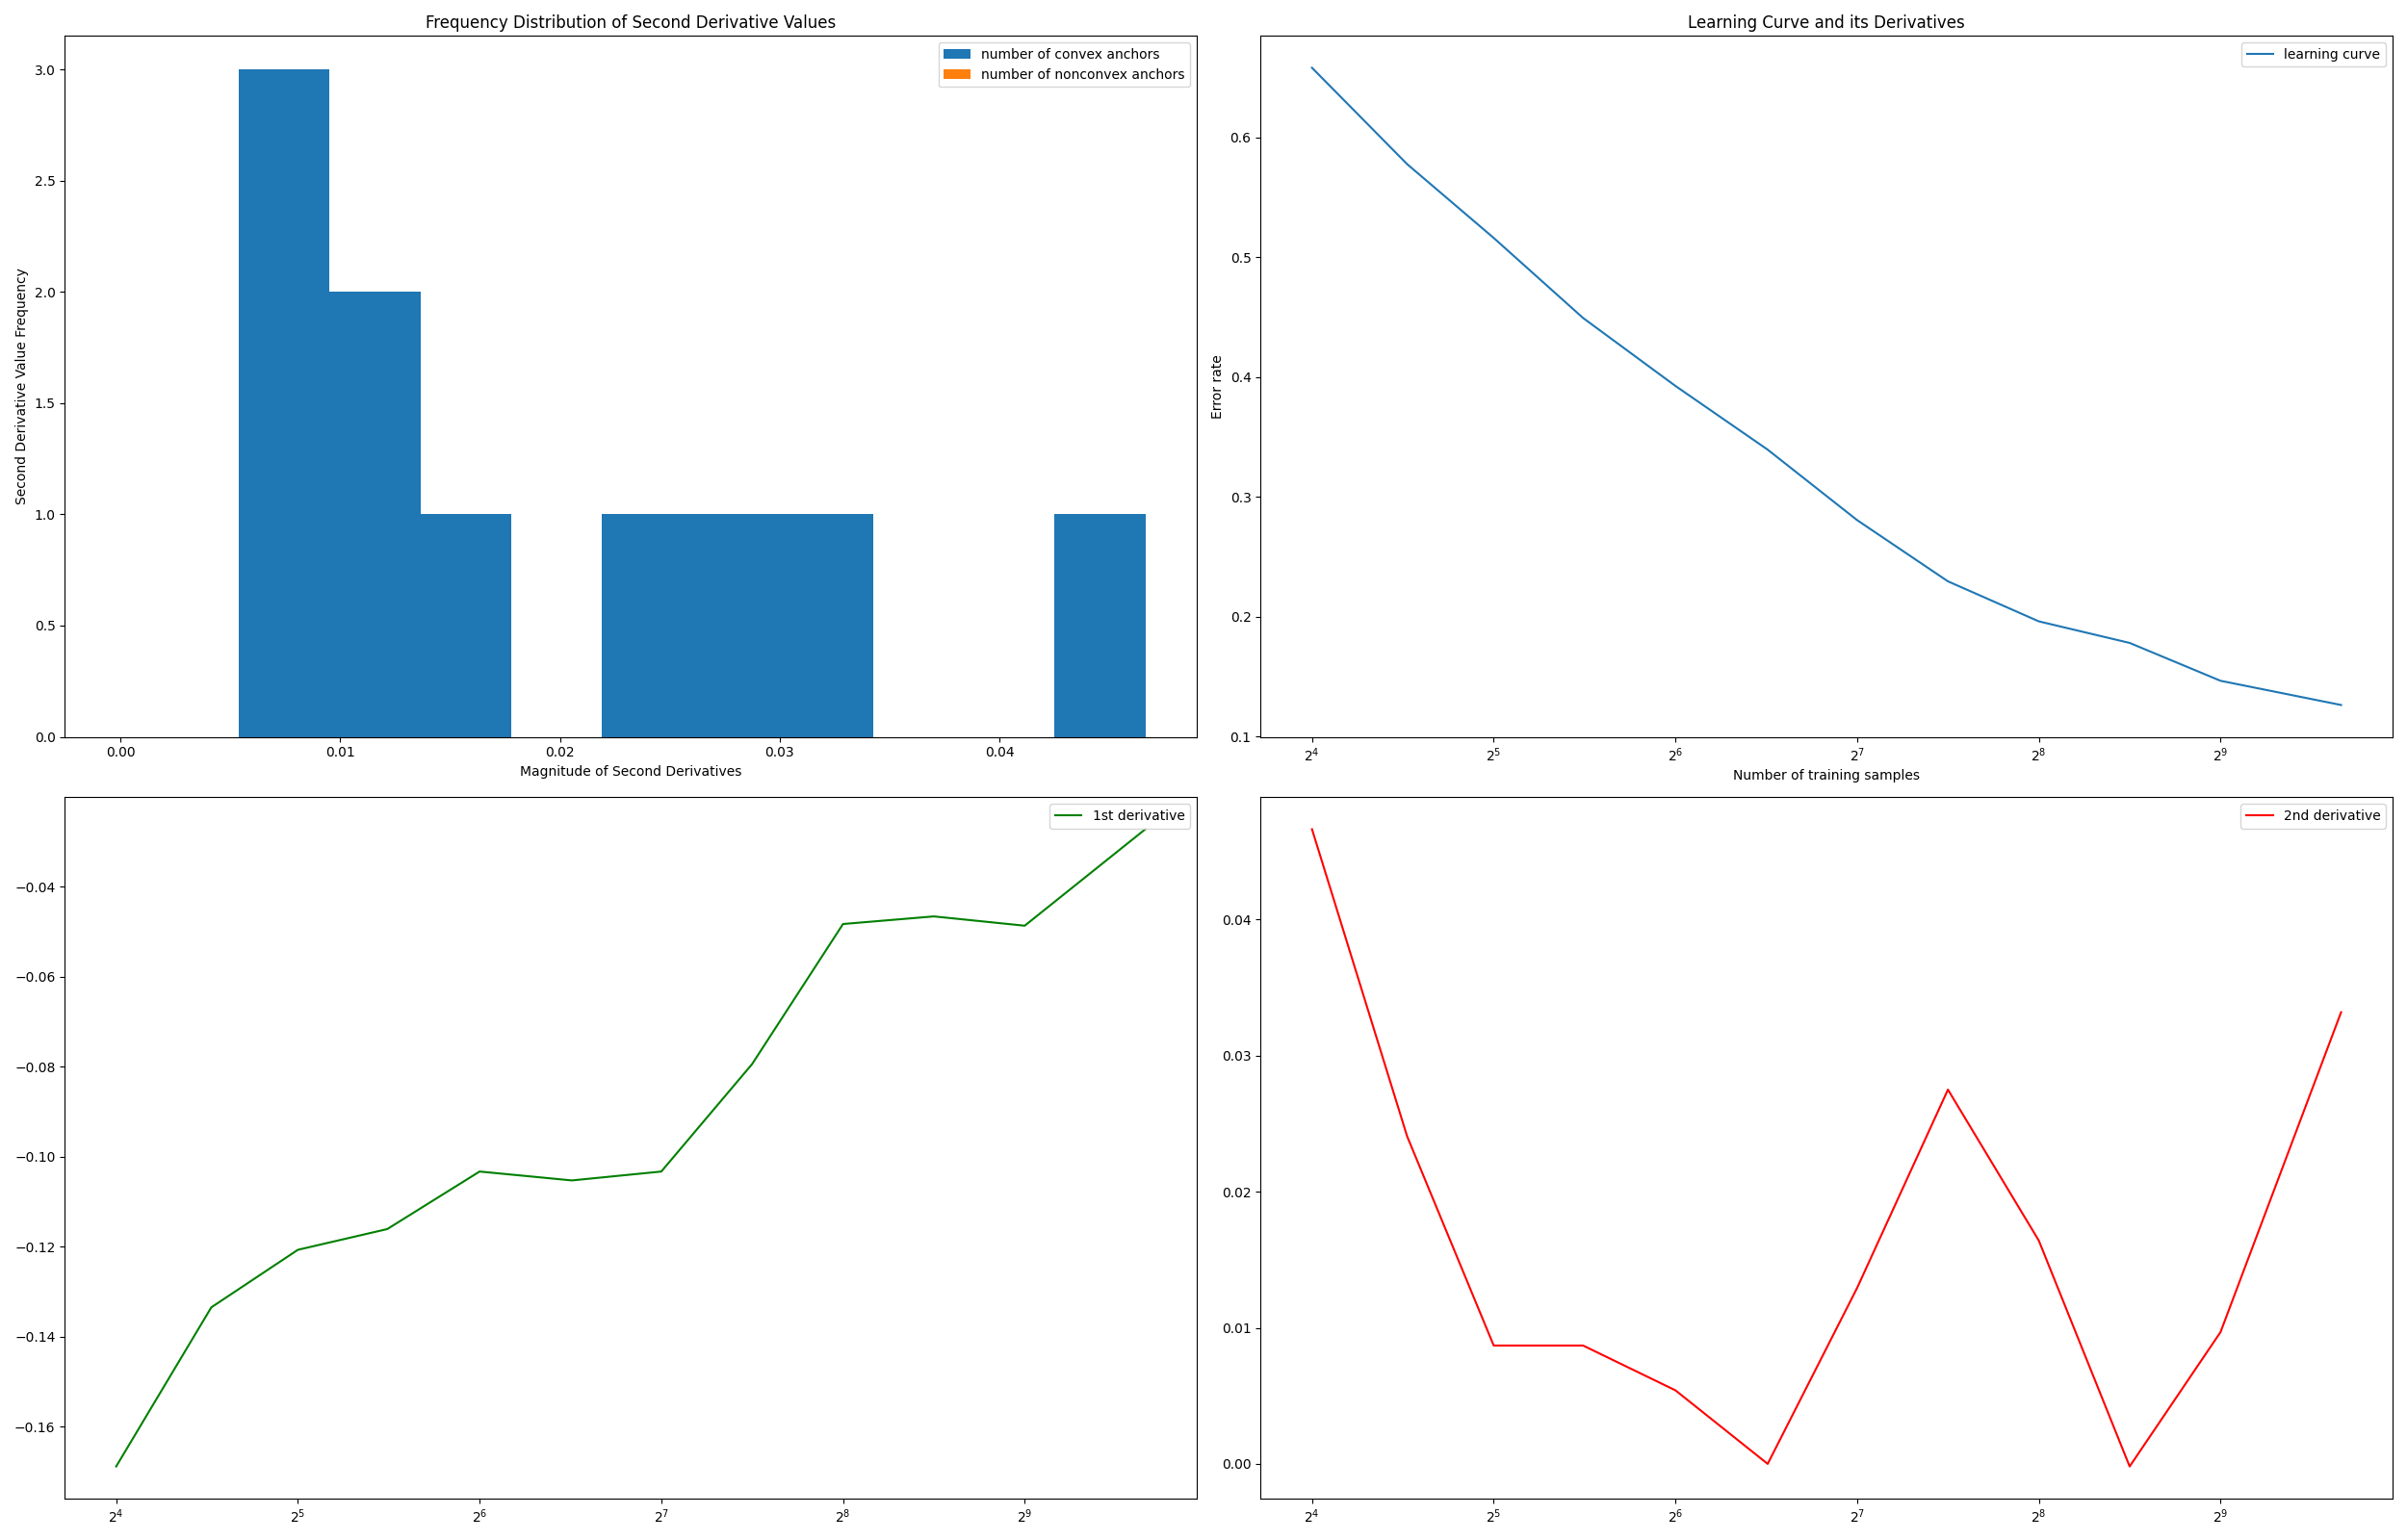 Frequency Distribution of Second Derivative Values
number of convex anchors
number of nonconvex anchors
3.0
2.5
2.0
1.5
1.0
0.5
0.0
Second Derivative Value Frequency
0.00 0.01 0.02 0.03 0.04
Magnitude of Second Derivatives
Learning Curve and its Derivatives
learning curve
0.6
0.5
0.4
0.3
0.2
0.1
Error rate
2⁴ 2⁵ 2⁶ 2⁷ 2⁸ 2⁹
Number of training samples
1st derivative
−0.04
−0.06
−0.08
−0.10
−0.12
−0.14
−0.16
2⁴ 2⁵ 2⁶ 2⁷ 2⁸ 2⁹
2nd derivative
0.04
0.03
0.02
0.01
0.00
2⁴ 2⁵ 2⁶ 2⁷ 2⁸ 2⁹